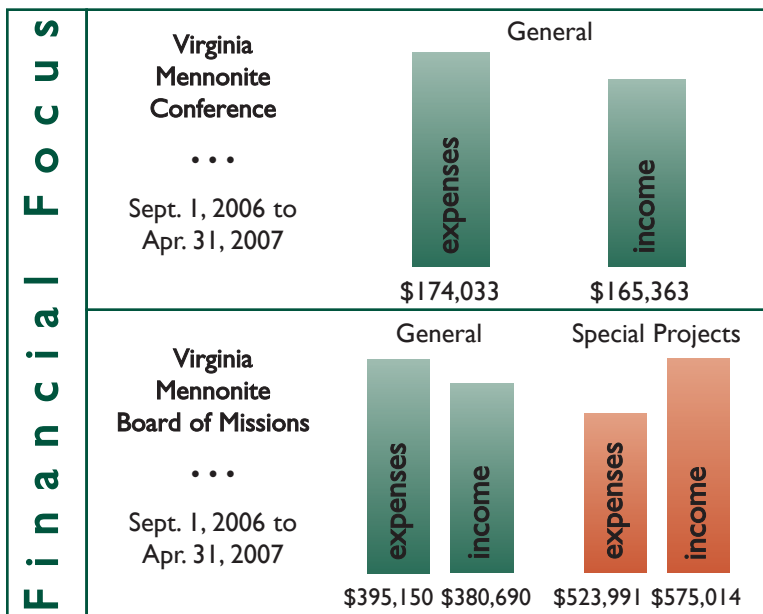 Financial Focus
Virginia
Mennonite
Conference
• • •
Sept. 1, 2006 to
Apr. 31, 2007
General
expenses
income
$174,033
$165,363
Virginia
Mennonite
Board of Missions
• • •
Sept. 1, 2006 to
Apr. 31, 2007
General
expenses
income
$395,150 $380,690
Special Projects
expenses
income
$523,991 $575,014